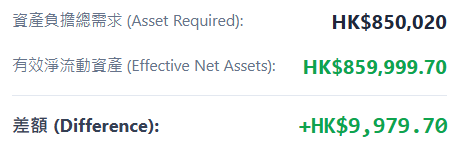 資產負擔總需求 (Asset Required): HK$850,020
有效淨流動資產 (Effective Net Assets): HK$859,999.70
差額 (Difference): +HK$9,979.70